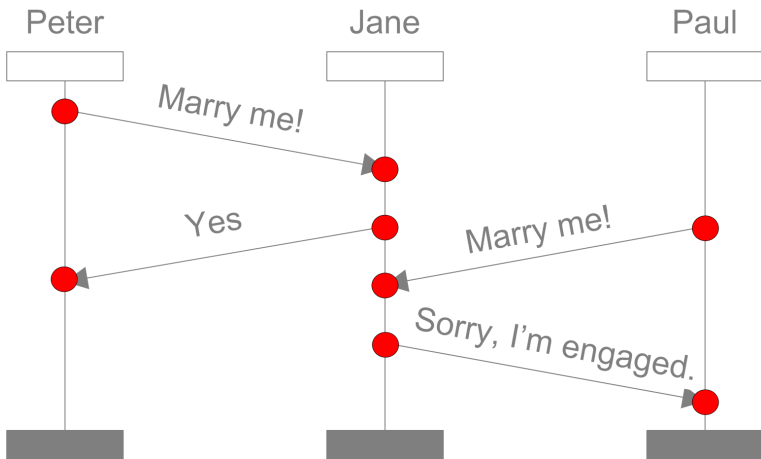 Peter
Jane
Paul
Marry me!
Yes
Marry me!
Sorry, I’m engaged.